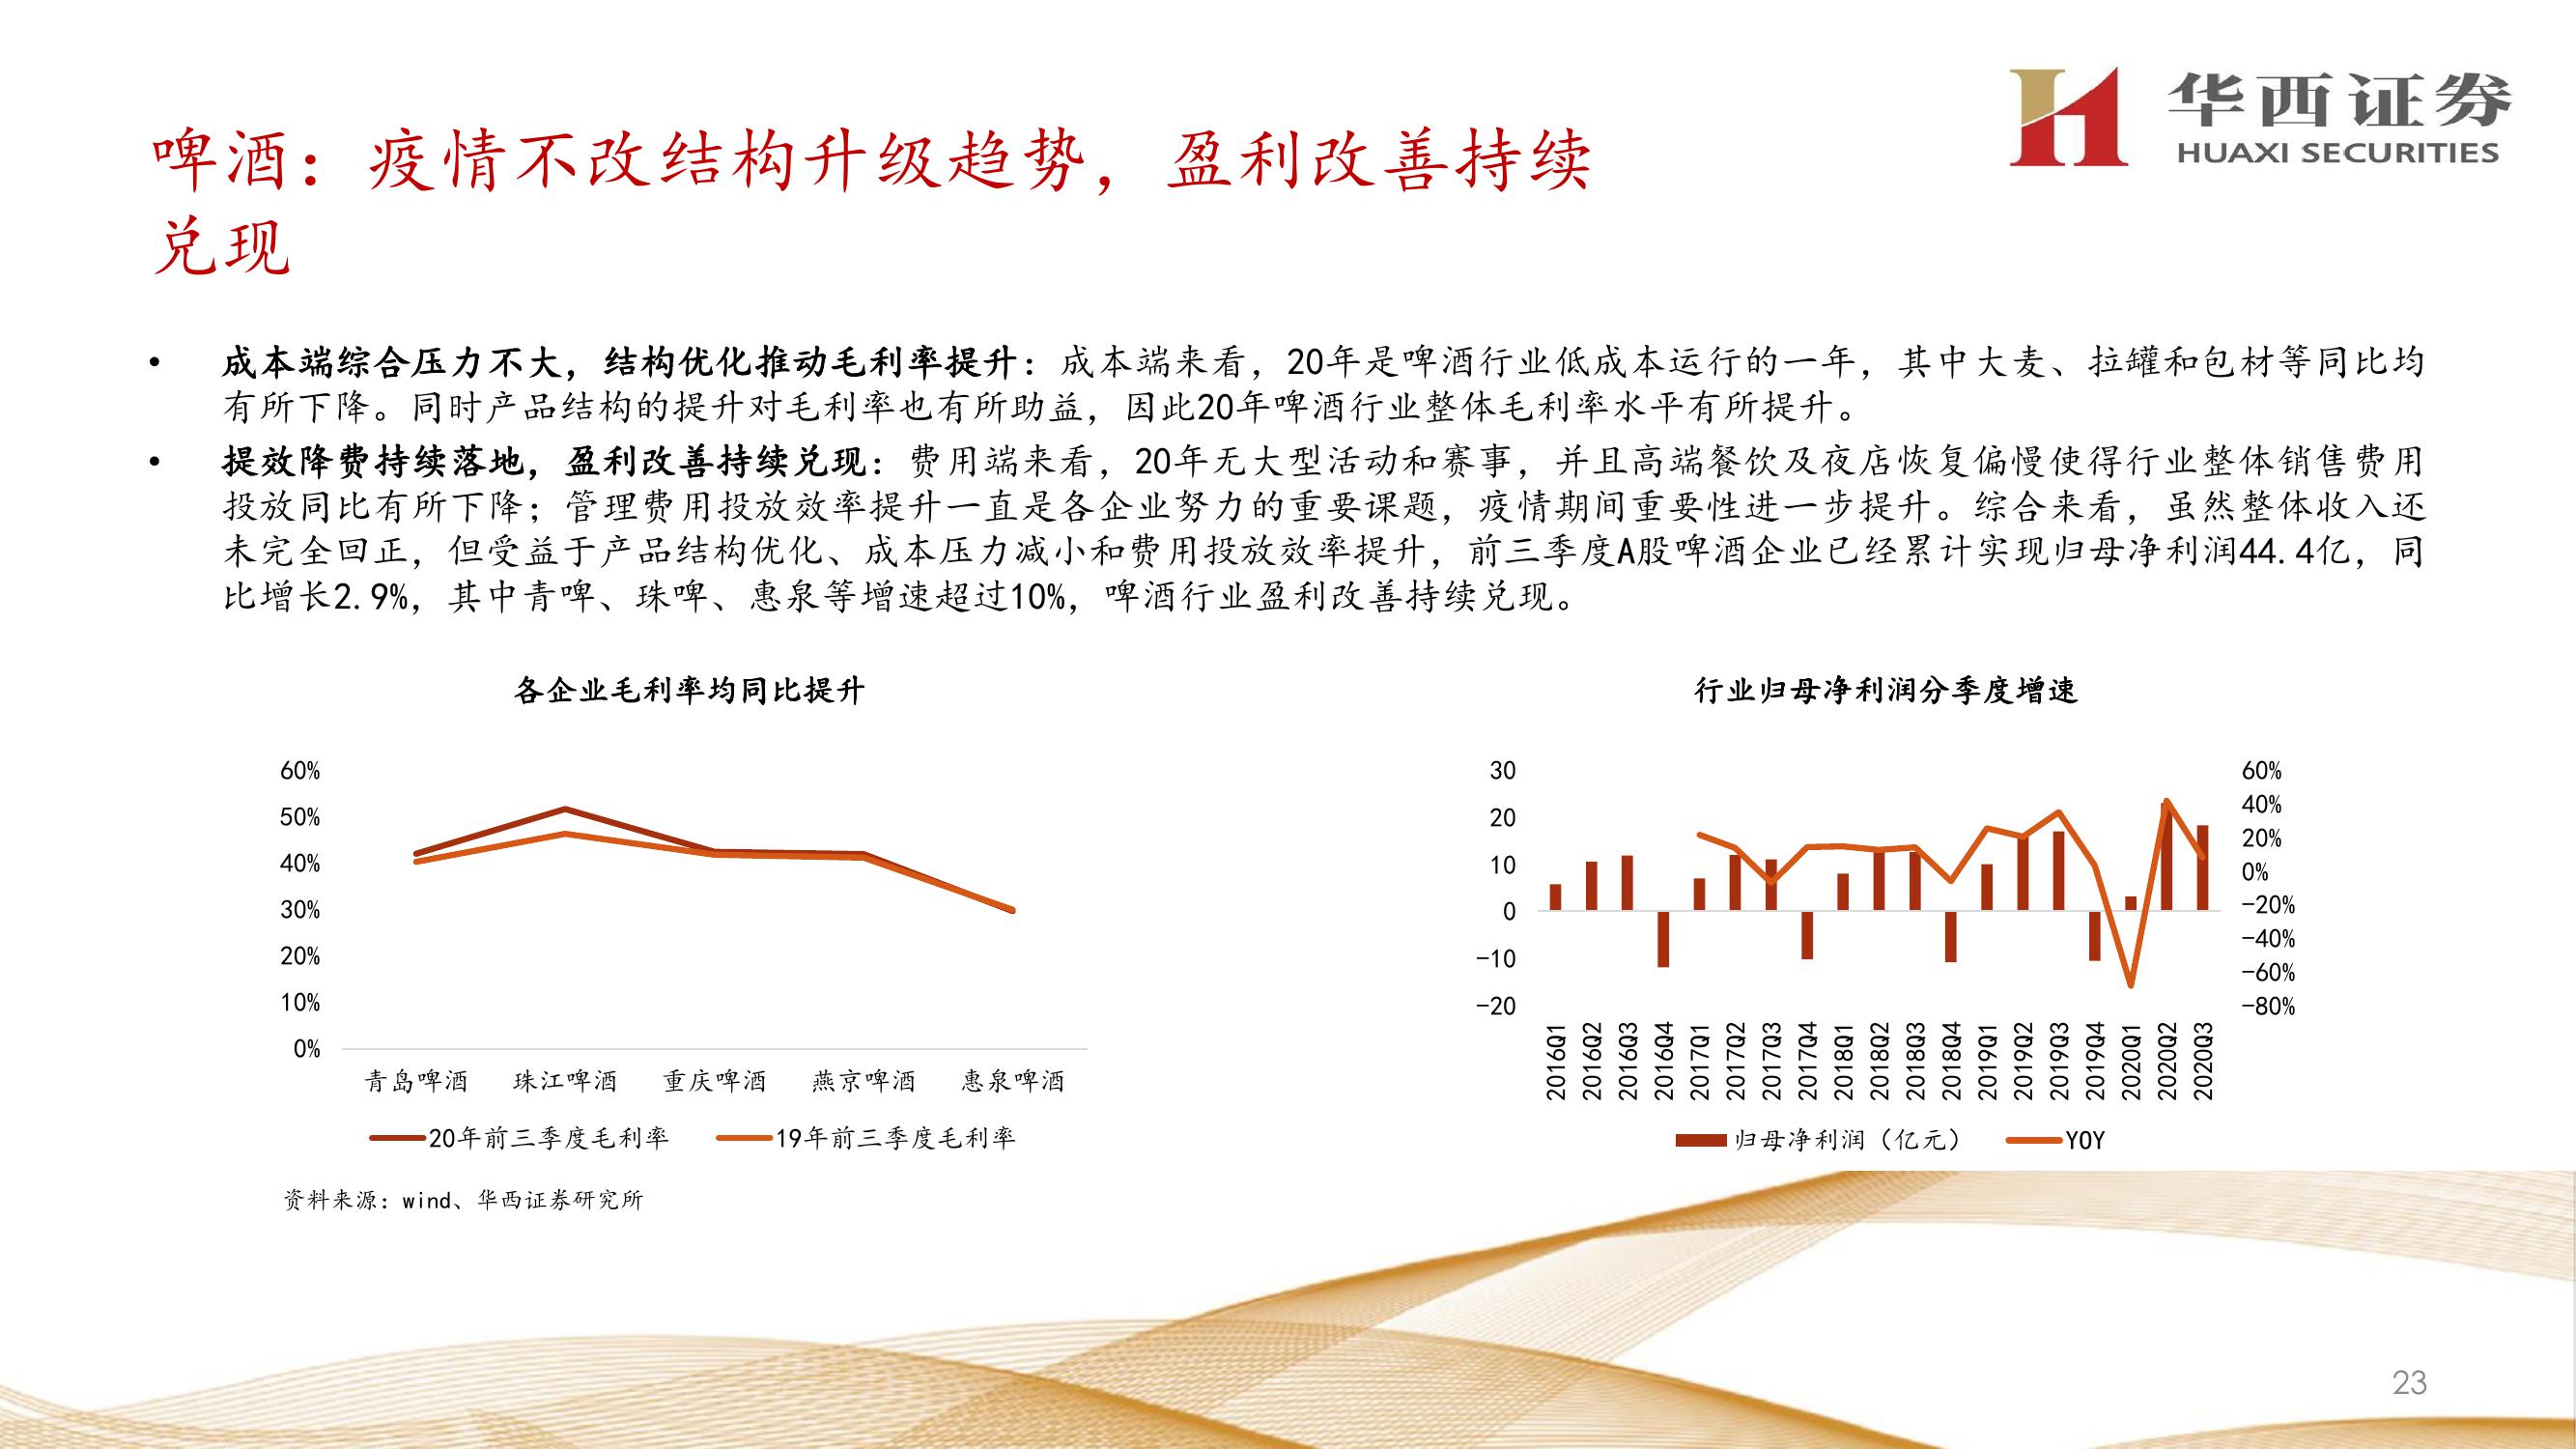 华西证券
HUAXI SECURITIES
啤酒：疫情不改结构升级趋势，盈利改善持续
兑现
• 成本端综合压力不大，结构优化推动毛利率提升：成本端来看，20年是啤酒行业低成本运行的一年，其中大麦、拉罐和包材等同比均
有所下降。同时产品结构的提升对毛利率也有所助益，因此20年啤酒行业整体毛利率水平有所提升。
• 提效降费持续落地，盈利改善持续兑现：费用端来看，20年无大型活动和赛事，并且高端餐饮及夜店恢复偏慢使得行业整体销售费用
投放同比有所下降；管理费用投放效率提升一直是各企业努力的重要课题，疫情期间重要性进一步提升。综合来看，虽然整体收入还
未完全回正，但受益于产品结构优化、成本压力减小和费用投放效率提升，前三季度A股啤酒企业已经累计实现归母净利润44.4亿，同
比增长2.9%，其中青啤、珠啤、惠泉等增速超过10%，啤酒行业盈利改善持续兑现。
各企业毛利率均同比提升
60%
50%
40%
30%
20%
10%
0%
青岛啤酒 珠江啤酒 重庆啤酒 燕京啤酒 惠泉啤酒
20年前三季度毛利率 19年前三季度毛利率
行业归母净利润分季度增速
30
20
10
0
-10
-20
60%
40%
20%
0%
-20%
-40%
-60%
-80%
2016Q1
2016Q2
2016Q3
2016Q4
2017Q1
2017Q2
2017Q3
2017Q4
2018Q1
2018Q2
2018Q3
2018Q4
2019Q1
2019Q2
2019Q3
2019Q4
2020Q1
2020Q2
2020Q3
归母净利润（亿元） YOY
资料来源：wind、华西证券研究所
23